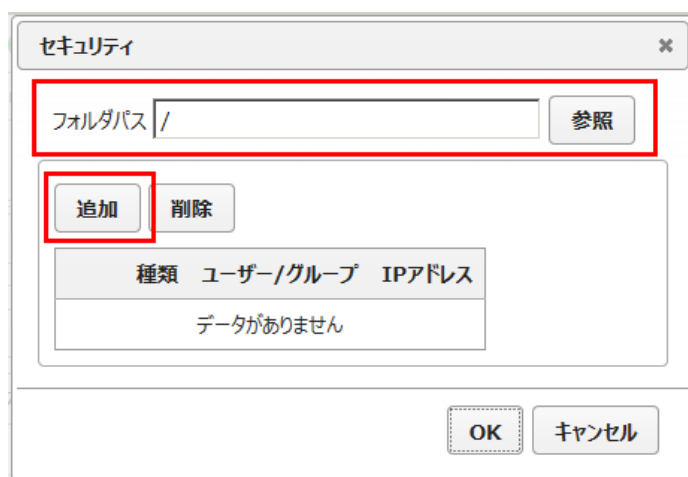 セキュリティ
フォルダパス / 参照
追加 削除
種類 ユーザー/グループ IPアドレス
データがありません
OK キャンセル